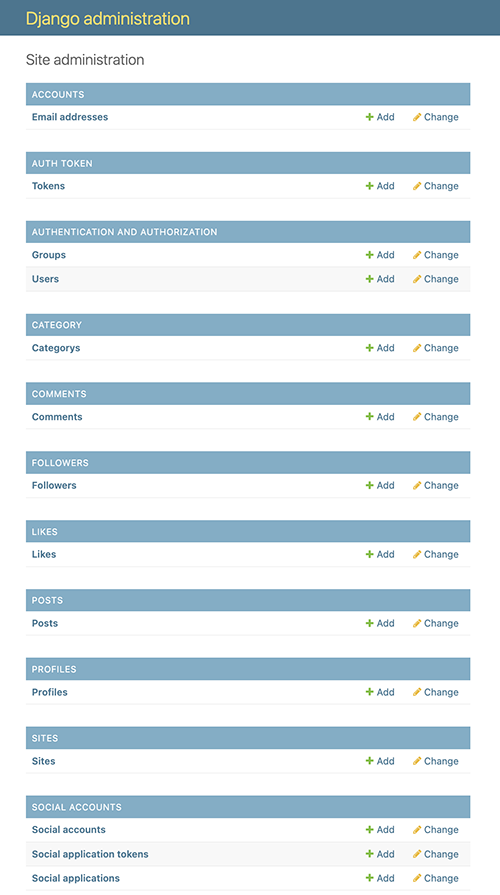 Django administration
Site administration
ACCOUNTS
Email addresses Add Change
AUTH TOKEN
Tokens Add Change
AUTHENTICATION AND AUTHORIZATION
Groups Add Change
Users Add Change
CATEGORY
Categorys Add Change
COMMENTS
Comments Add Change
FOLLOWERS
Followers Add Change
LIKES
Likes Add Change
POSTS
Posts Add Change
PROFILES
Profiles Add Change
SITES
Sites Add Change
SOCIAL ACCOUNTS
Social accounts Add Change
Social application tokens Add Change
Social applications Add Change